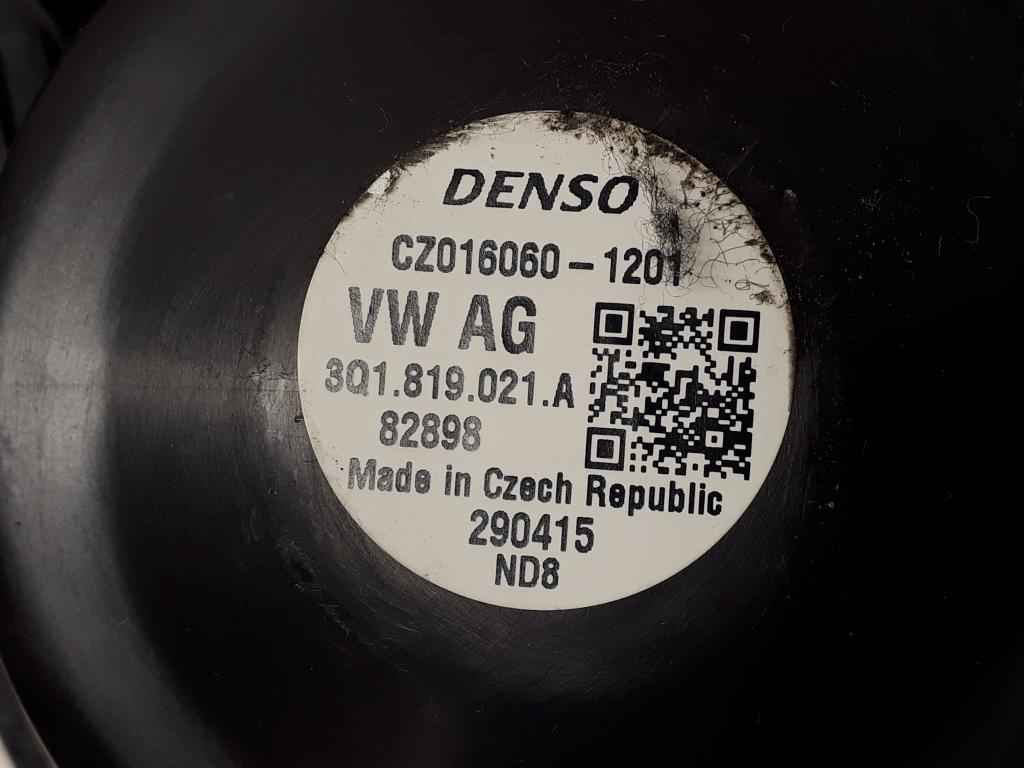 DENSO
CZ016060-1201
VW AG
3Q1.819.021.A
82898
Made in Czech Republic
290415
ND8